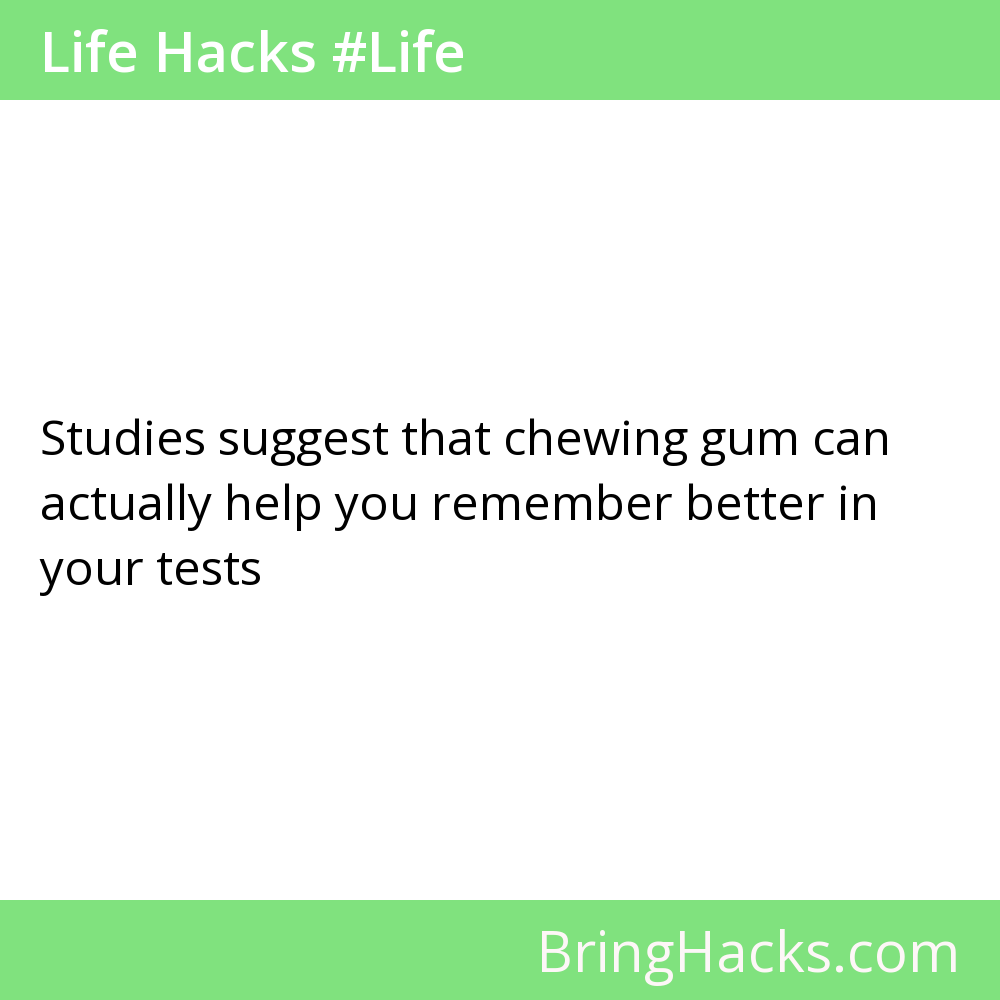 Life Hacks #Life
Studies suggest that chewing gum can
actually help you remember better in
your tests
BringHacks.com